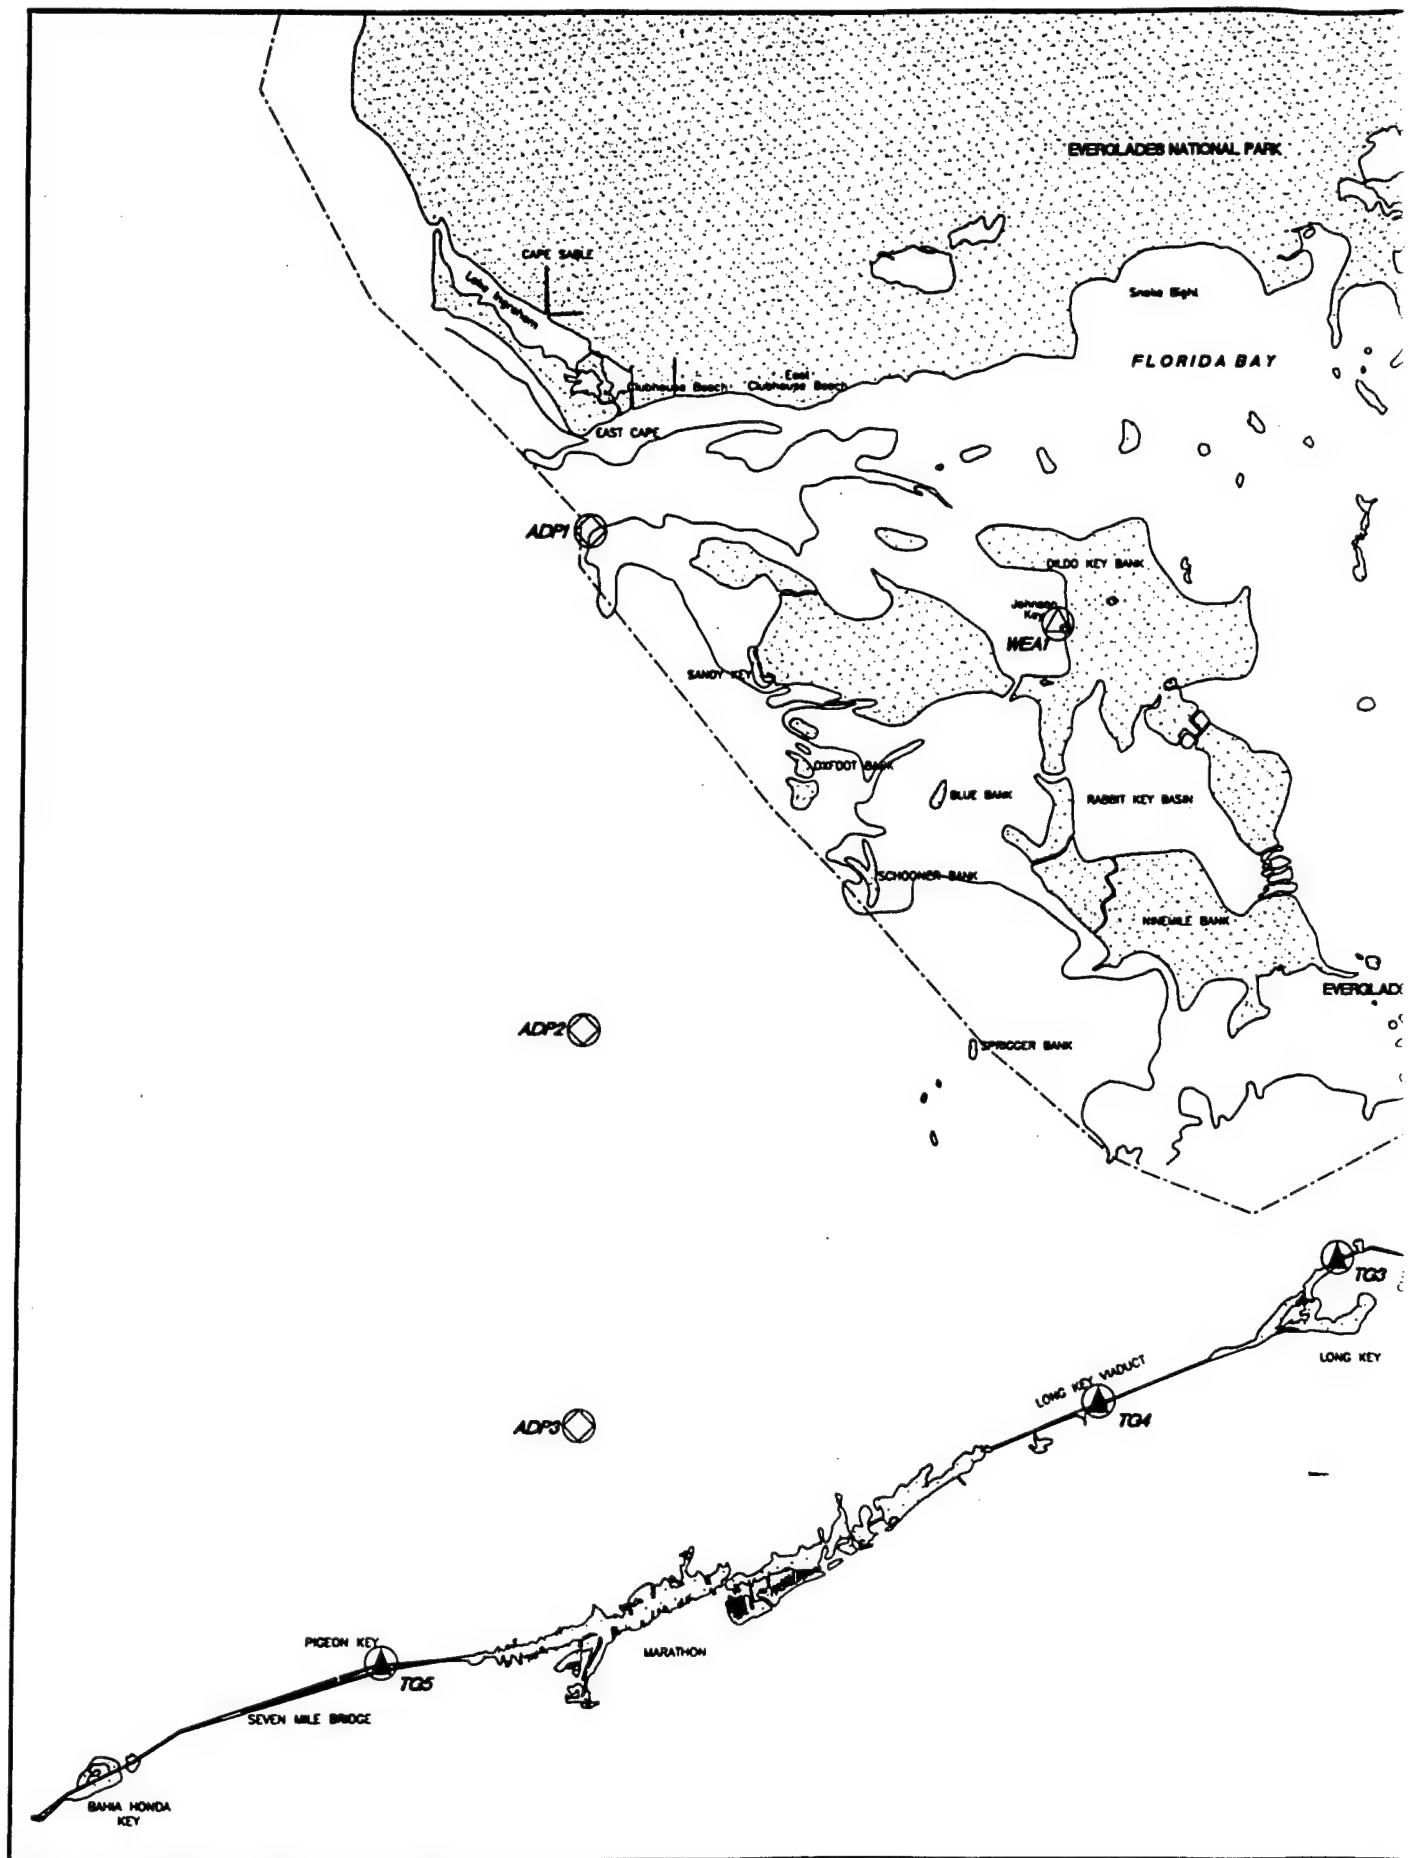 EVERGLADES NATIONAL PARK
CAPE SABLE
Lake Ingraham
Snake Bight
FLORIDA BAY
East
Clubhouse Beach
Clubhouse Beach
EAST CAPE
ADP1
DILDO KEY BANK
Johnson
Key
WEA1
SANDY KEY
OXFOOT BANK
BLUE BANK
RABBIT KEY BASIN
SCHOONER BANK
NINEMILE BANK
EVERGLAD
ADP2
SPRIGGER BANK
TG3
LONG KEY
LONG KEY VIADUCT
TG4
ADP3
PIGEON KEY
MARATHON
TG5
SEVEN MILE BRIDGE
BAHIA HONDA
KEY